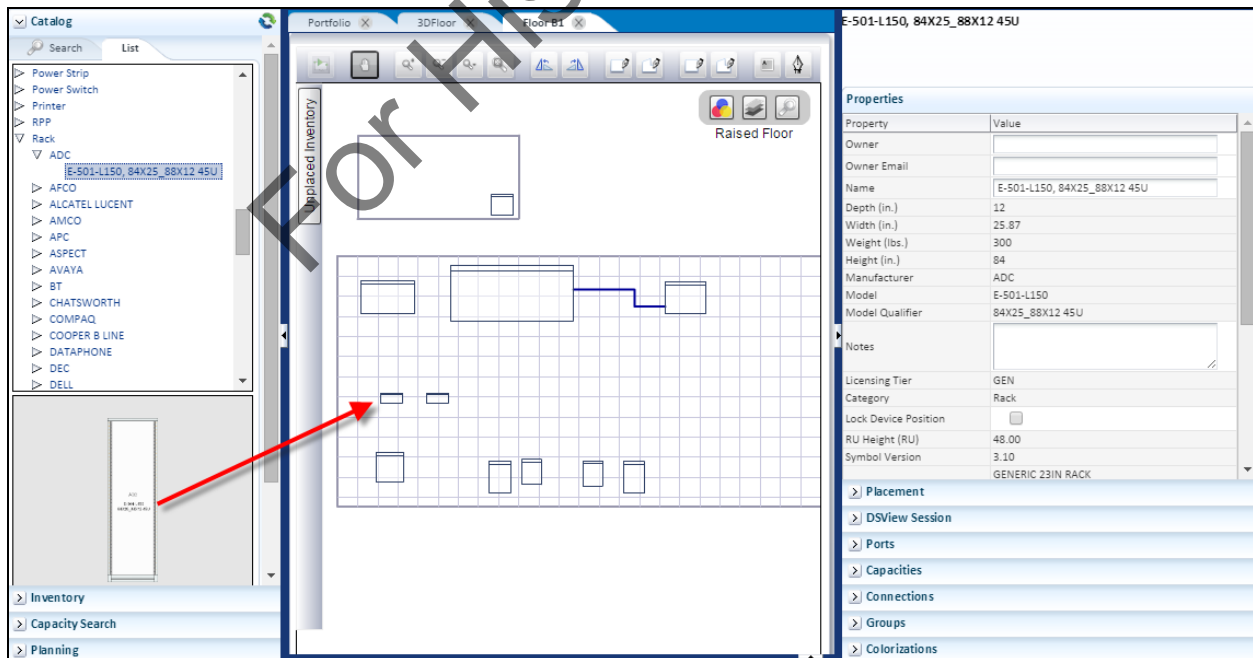 Catalog
Search List
Power Strip
Power Switch
Printer
RPP
Rack
ADC
E-501-L150, 84X25_88X12 45U
AFCO
ALCATEL LUCENT
AMCO
APC
ASPECT
AVAYA
BT
CHATSWORTH
COMPAQ
COOPER B LINE
DATAPHONE
DEC
DELL
ADC
Inventory
Capacity Search
Planning
Portfolio 3DFloor Floor B1
Unplaced Inventory
Raised Floor
For His
E-501-L150, 84X25_88X12 45U
Properties
Property Value
Owner
Owner Email
Name E-501-L150, 84X25_88X12 45U
Depth (in.) 12
Width (in.) 25.87
Weight (lbs.) 300
Height (in.) 84
Manufacturer ADC
Model E-501-L150
Model Qualifier 84X25_88X12 45U
Notes
Licensing Tier GEN
Category Rack
Lock Device Position
RU Height (RU) 48.00
Symbol Version 3.10
GENERIC 23IN RACK
Placement
DSView Session
Ports
Capacities
Connections
Groups
Colorizations